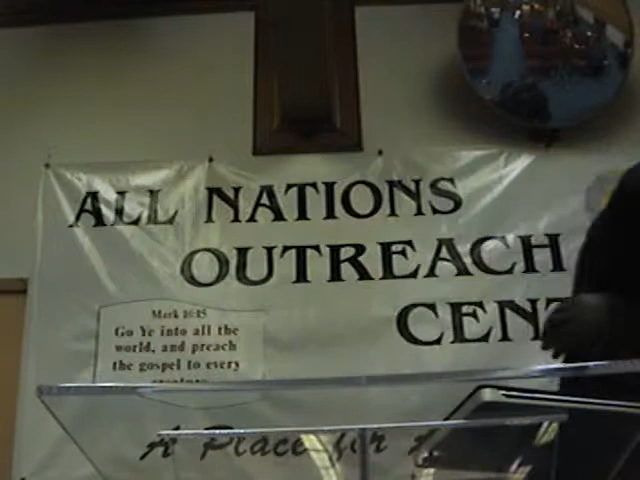 ALL NATIONS
OUTREACH
CENT
Mark 16:15
Go Ye into all the
world, and preach
the gospel to every
creature
A Place for